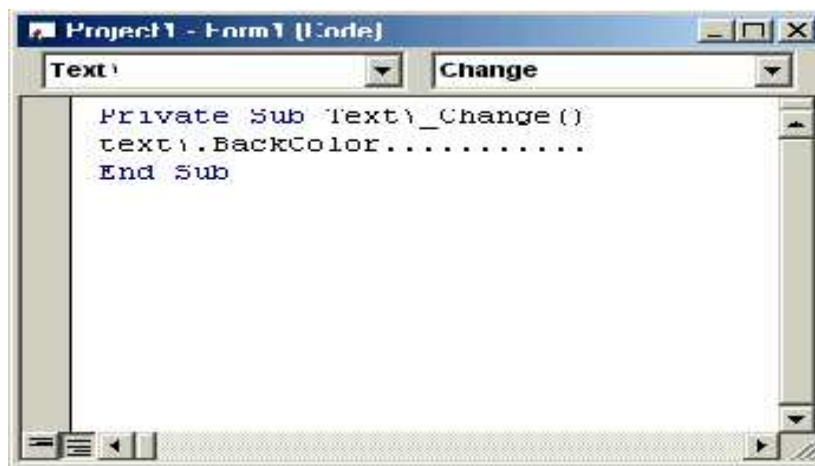 Project1 - Form1 (Code)
Text1
Change
Private Sub Text1_Change()
text1.BackColor...........
End Sub